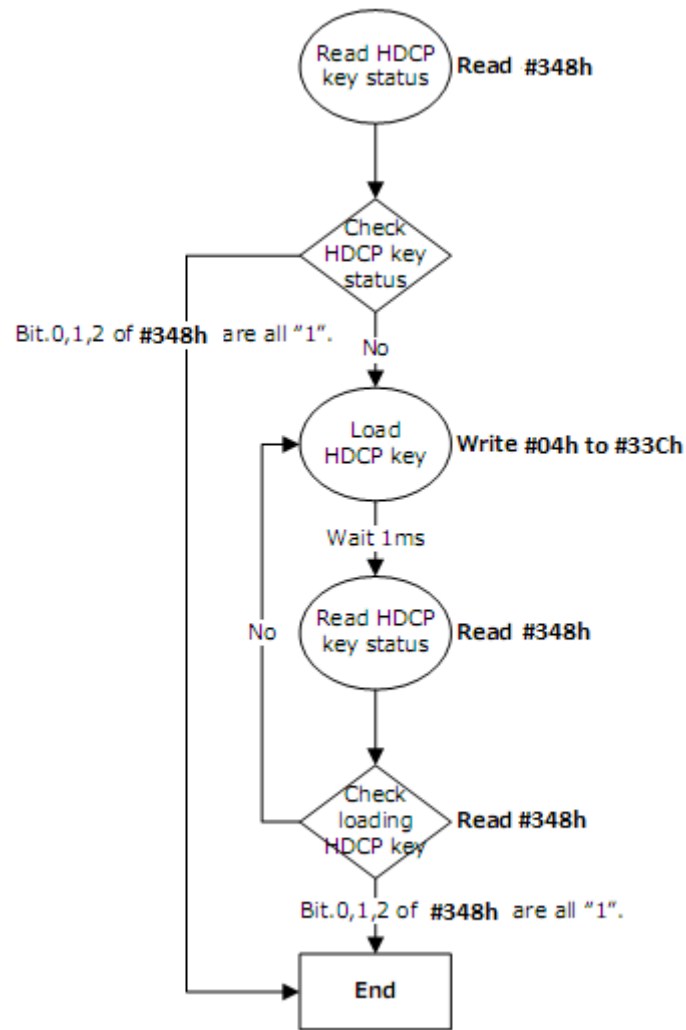 Read HDCP
key status
Read #348h
Check
HDCP key
status
Bit.0,1,2 of #348h are all "1".
No
Load
HDCP key
Write #04h to #33Ch
Wait 1ms
Read HDCP
key status
Read #348h
No
Check
loading
HDCP key
Read #348h
Bit.0,1,2 of #348h are all "1".
End